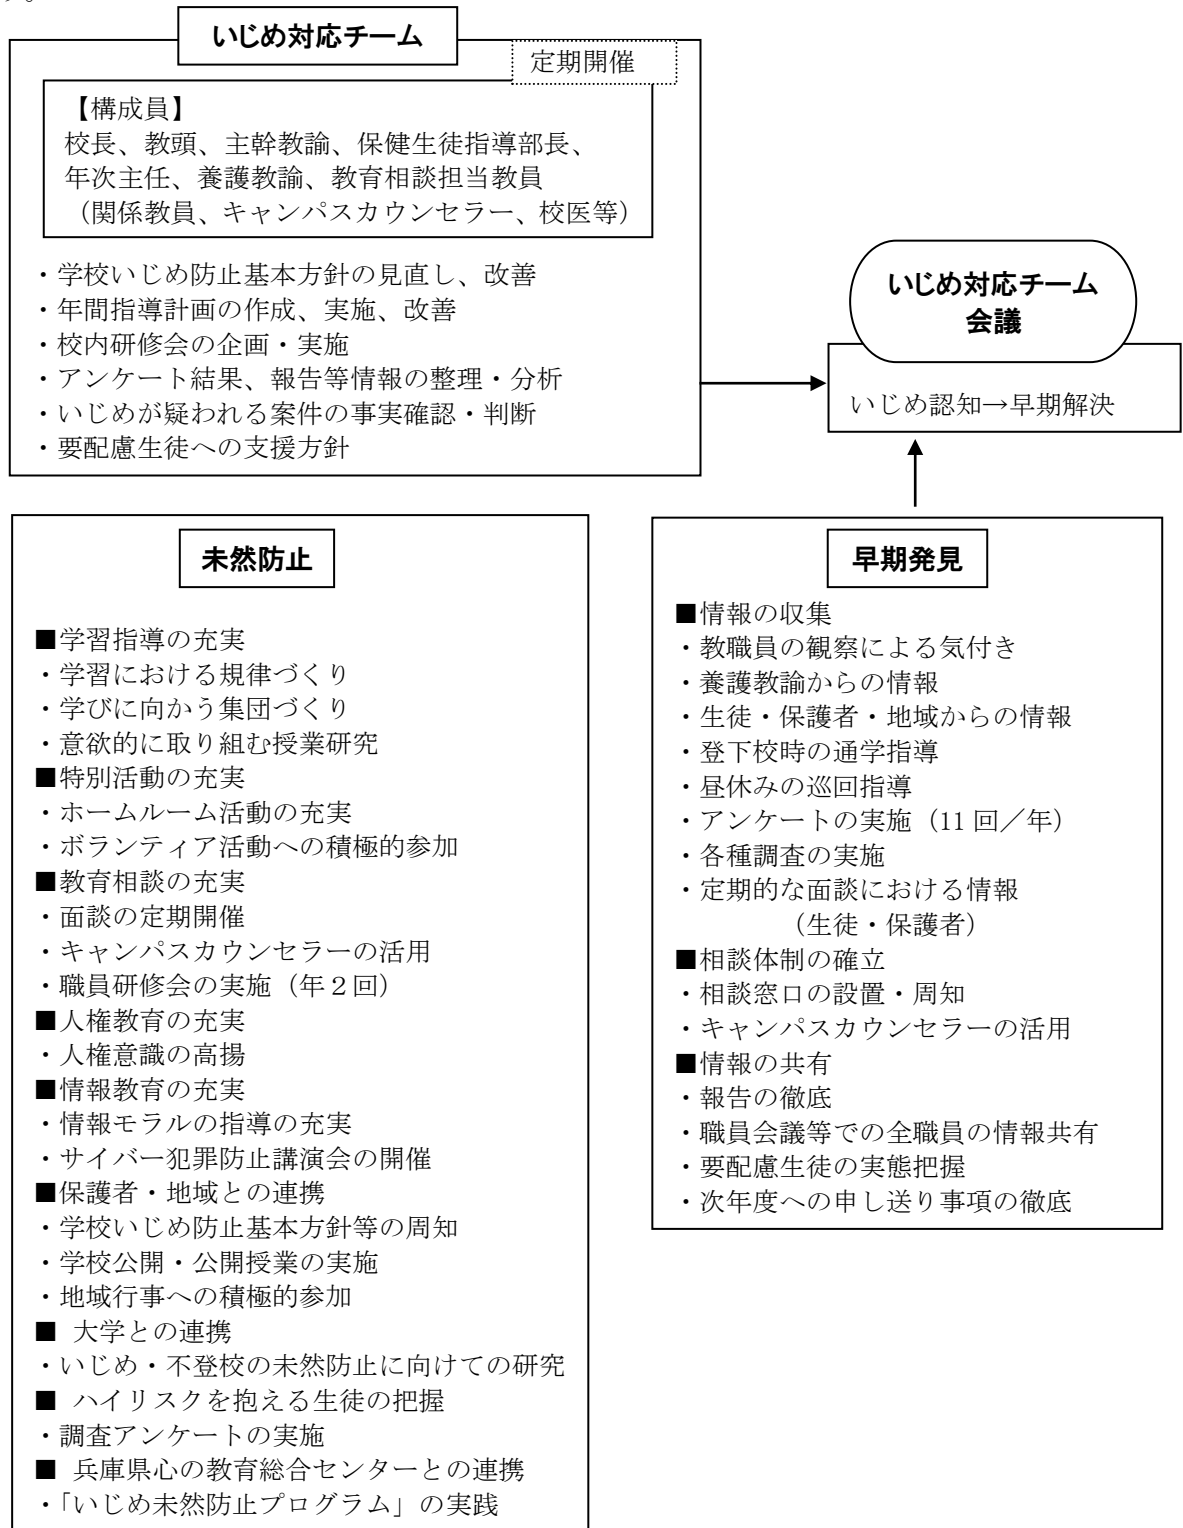 す。
いじめ対応チーム
定期開催
【構成員】
校長、教頭、主幹教諭、保健生徒指導部長、
年次主任、養護教諭、教育相談担当教員
（関係教員、キャンパスカウンセラー、校医等）
・学校いじめ防止基本方針の見直し、改善
・年間指導計画の作成、実施、改善
・校内研修会の企画・実施
・アンケート結果、報告等情報の整理・分析
・いじめが疑われる案件の事実確認・判断
・要配慮生徒への支援方針
いじめ対応チーム
会議
いじめ認知→早期解決
未然防止
■学習指導の充実
・学習における規律づくり
・学びに向かう集団づくり
・意欲的に取り組む授業研究
■特別活動の充実
・ホームルーム活動の充実
・ボランティア活動への積極的参加
■教育相談の充実
・面談の定期開催
・キャンパスカウンセラーの活用
・職員研修会の実施（年２回）
■人権教育の充実
・人権意識の高揚
■情報教育の充実
・情報モラルの指導の充実
・サイバー犯罪防止講演会の開催
■保護者・地域との連携
・学校いじめ防止基本方針等の周知
・学校公開・公開授業の実施
・地域行事への積極的参加
■ 大学との連携
・いじめ・不登校の未然防止に向けての研究
■ ハイリスクを抱える生徒の把握
・調査アンケートの実施
■ 兵庫県心の教育総合センターとの連携
・「いじめ未然防止プログラム」の実践
早期発見
■情報の収集
・教職員の観察による気付き
・養護教諭からの情報
・生徒・保護者・地域からの情報
・登下校時の通学指導
・昼休みの巡回指導
・アンケートの実施（11 回／年）
・各種調査の実施
・定期的な面談における情報
（生徒・保護者）
■相談体制の確立
・相談窓口の設置・周知
・キャンパスカウンセラーの活用
■情報の共有
・報告の徹底
・職員会議等での全職員の情報共有
・要配慮生徒の実態把握
・次年度への申し送り事項の徹底